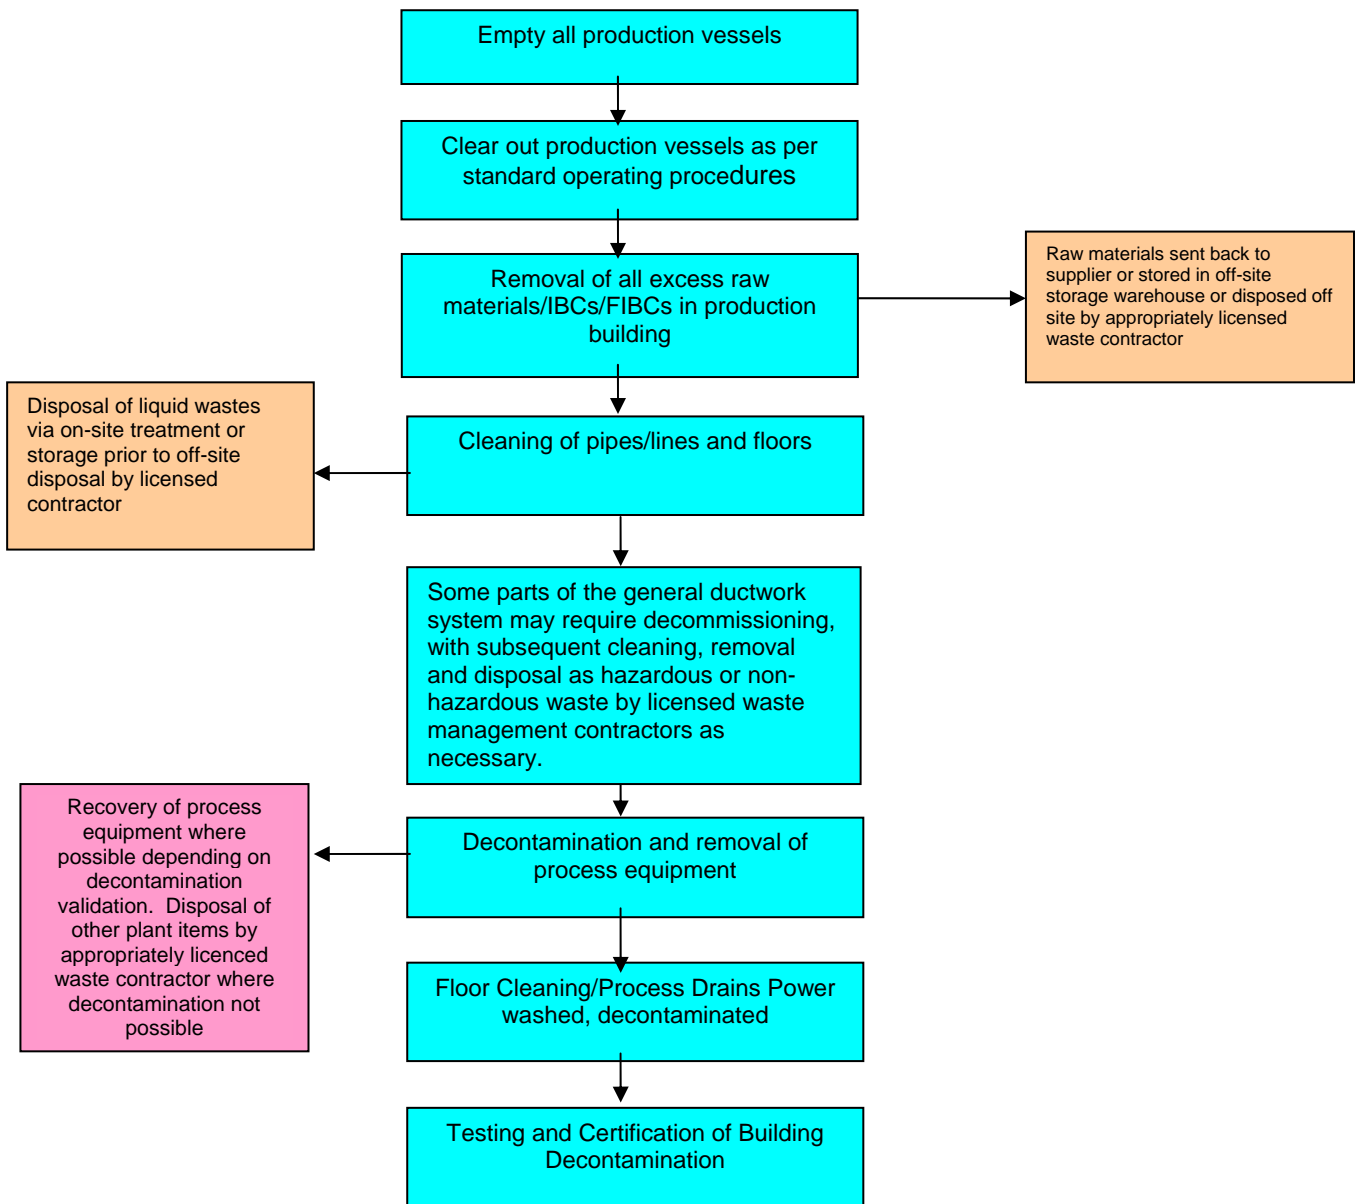 Empty all production vessels
Clear out production vessels as per
standard operating procedures
Removal of all excess raw
materials/IBCs/FIBCs in production
building
Raw materials sent back to
supplier or stored in off-site
storage warehouse or disposed off
site by appropriately licensed
waste contractor
Disposal of liquid wastes
via on-site treatment or
storage prior to off-site
disposal by licensed
contractor
Cleaning of pipes/lines and floors
Some parts of the general ductwork
system may require decommissioning,
with subsequent cleaning, removal
and disposal as hazardous or non-
hazardous waste by licensed waste
management contractors as
necessary.
Recovery of process
equipment where
possible depending on
decontamination
validation.  Disposal of
other plant items by
appropriately licenced
waste contractor where
decontamination not
possible
Decontamination and removal of
process equipment
Floor Cleaning/Process Drains Power
washed, decontaminated
Testing and Certification of Building
Decontamination